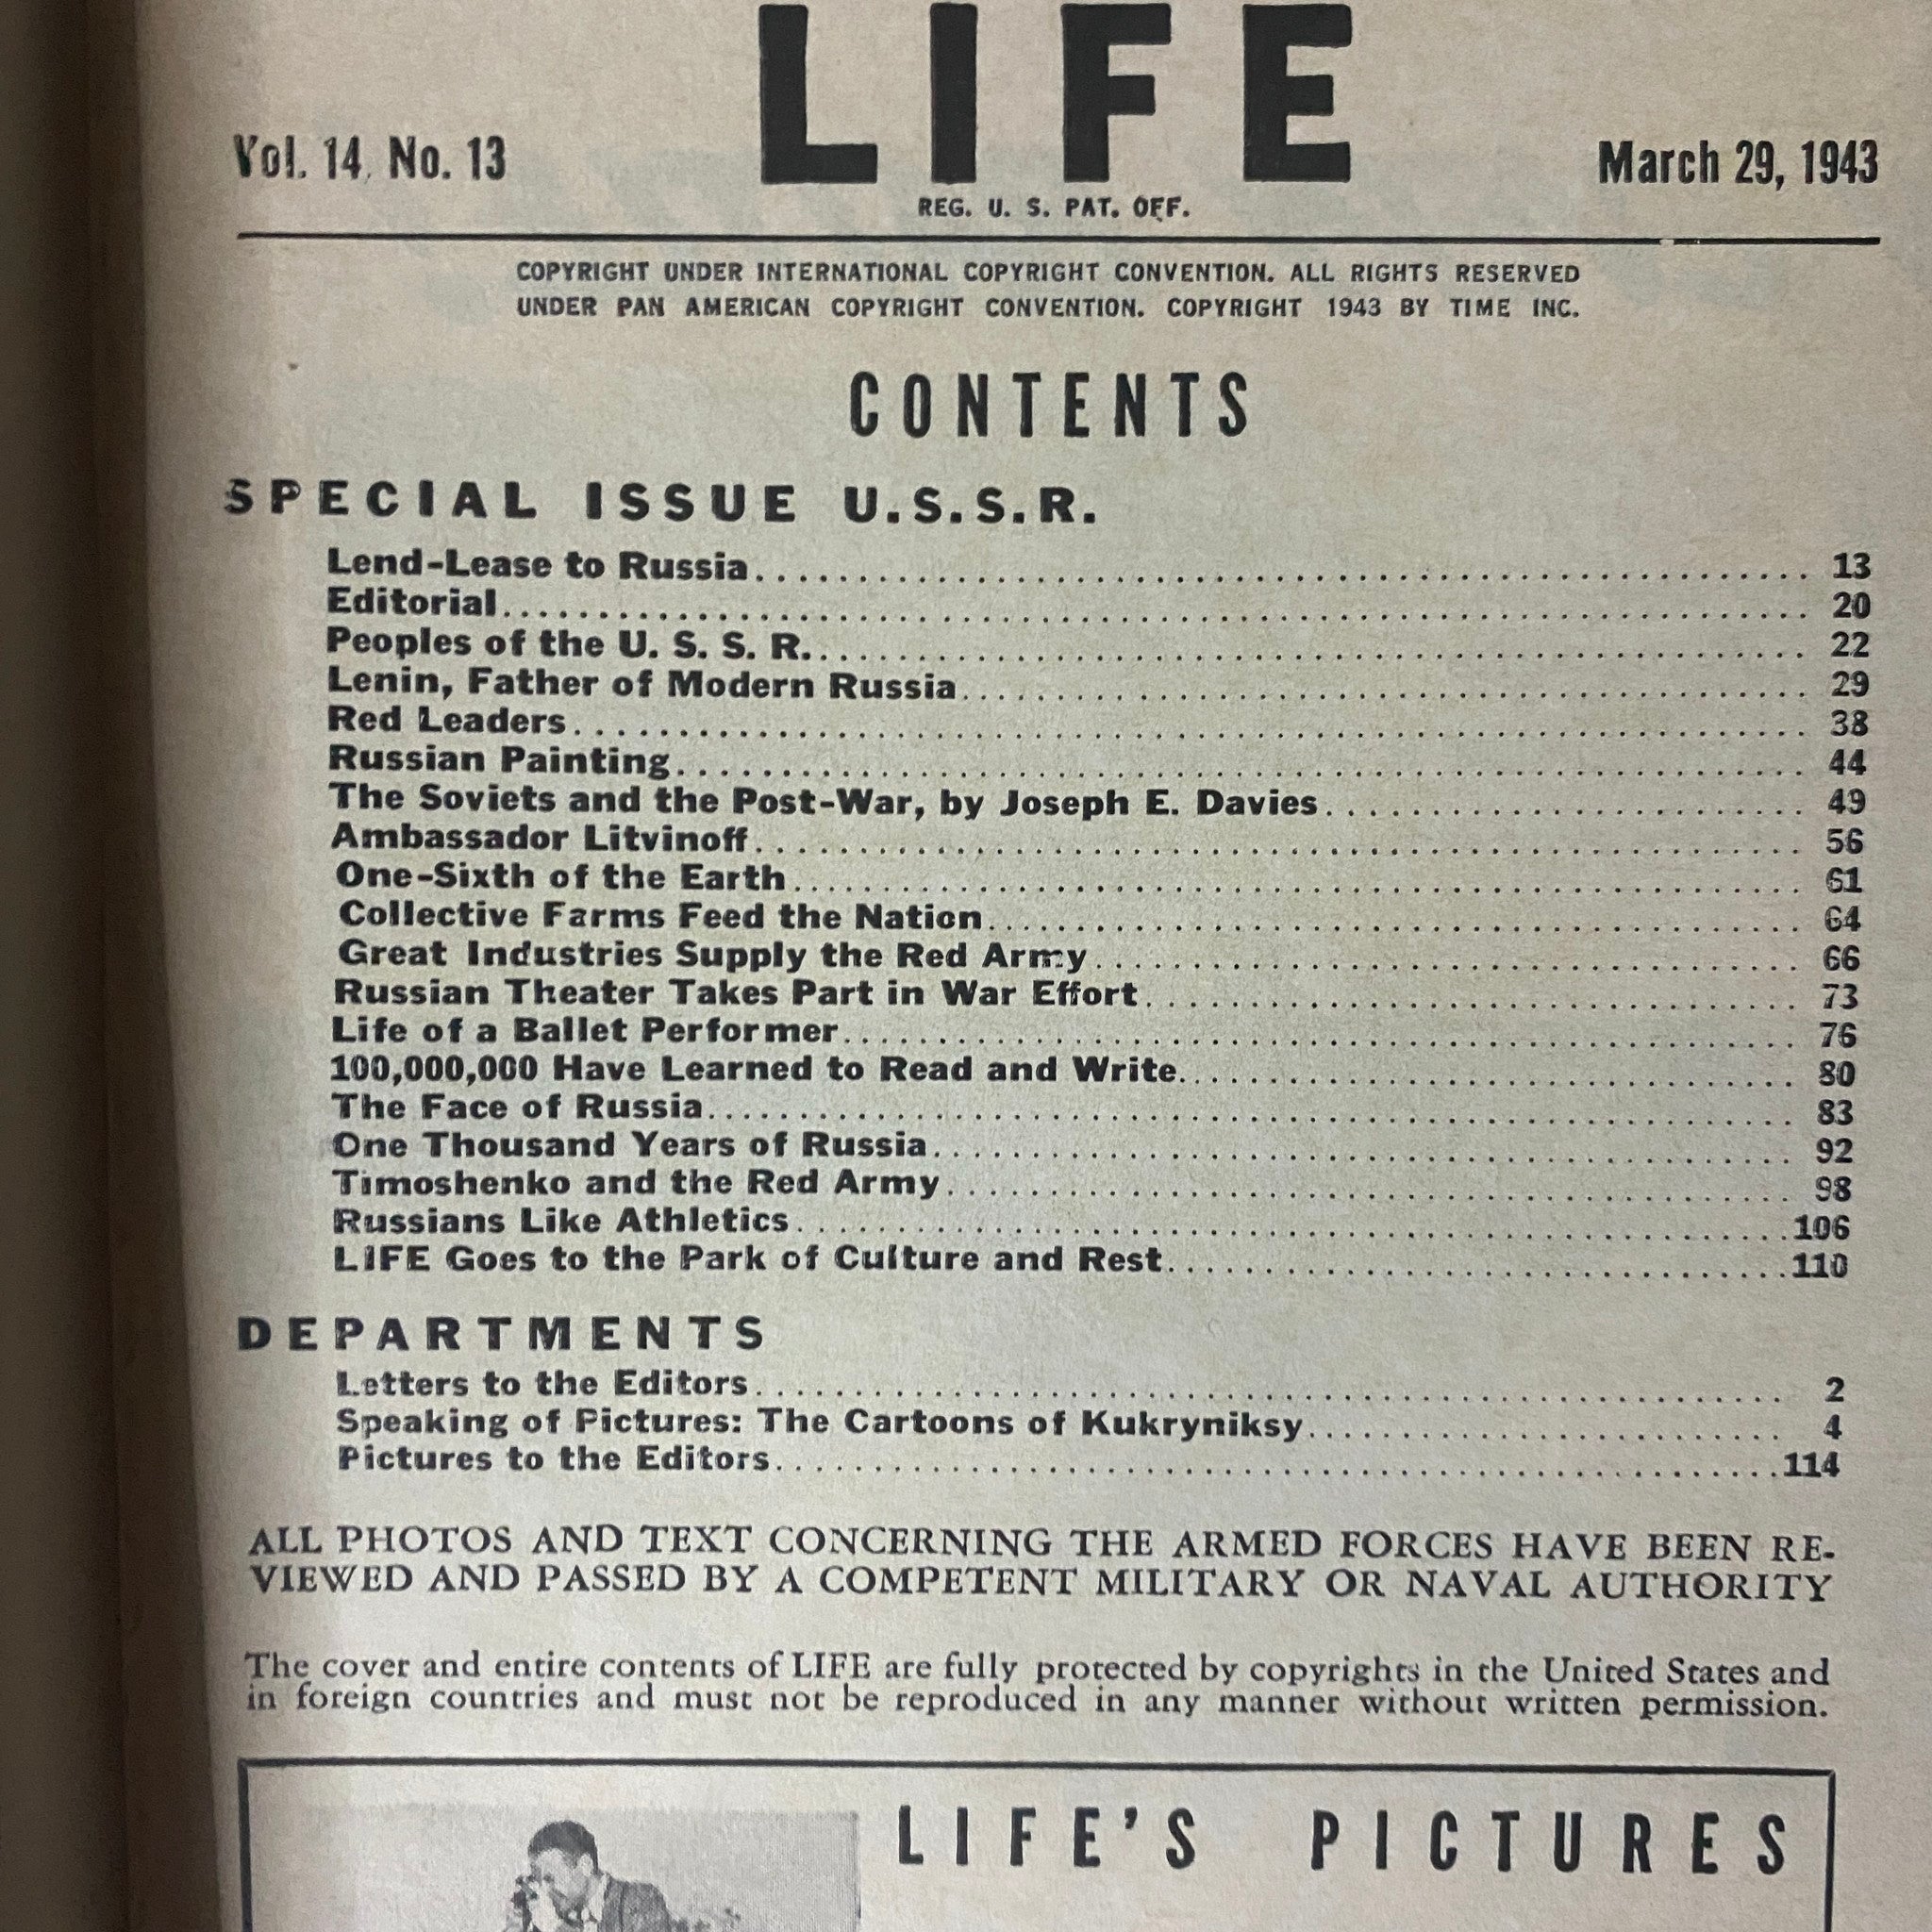 LIFE
Vol. 14, No. 13
March 29, 1943
REG. U. S. PAT. OFF.
COPYRIGHT UNDER INTERNATIONAL COPYRIGHT CONVENTION. ALL RIGHTS RESERVED
UNDER PAN AMERICAN COPYRIGHT CONVENTION. COPYRIGHT 1943 BY TIME INC.
CONTENTS
SPECIAL ISSUE U.S.S.R.
Lend-Lease to Russia 13
Editorial 20
Peoples of the U. S. S. R. 22
Lenin, Father of Modern Russia 29
Red Leaders 38
Russian Painting 44
The Soviets and the Post-War, by Joseph E. Davies 49
Ambassador Litvinoff 56
One-Sixth of the Earth 61
Collective Farms Feed the Nation 64
Great Industries Supply the Red Army 66
Russian Theater Takes Part in War Effort 73
Life of a Ballet Performer 76
100,000,000 Have Learned to Read and Write 80
The Face of Russia 83
One Thousand Years of Russia 92
Timoshenko and the Red Army 98
Russians Like Athletics 106
LIFE Goes to the Park of Culture and Rest 110
DEPARTMENTS
Letters to the Editors 2
Speaking of Pictures: The Cartoons of Kukryniksy 4
Pictures to the Editors 114
ALL PHOTOS AND TEXT CONCERNING THE ARMED FORCES HAVE BEEN RE-
VIEWED AND PASSED BY A COMPETENT MILITARY OR NAVAL AUTHORITY
The cover and entire contents of LIFE are fully protected by copyrights in the United States and
in foreign countries and must not be reproduced in any manner without written permission.
LIFE'S PICTURES